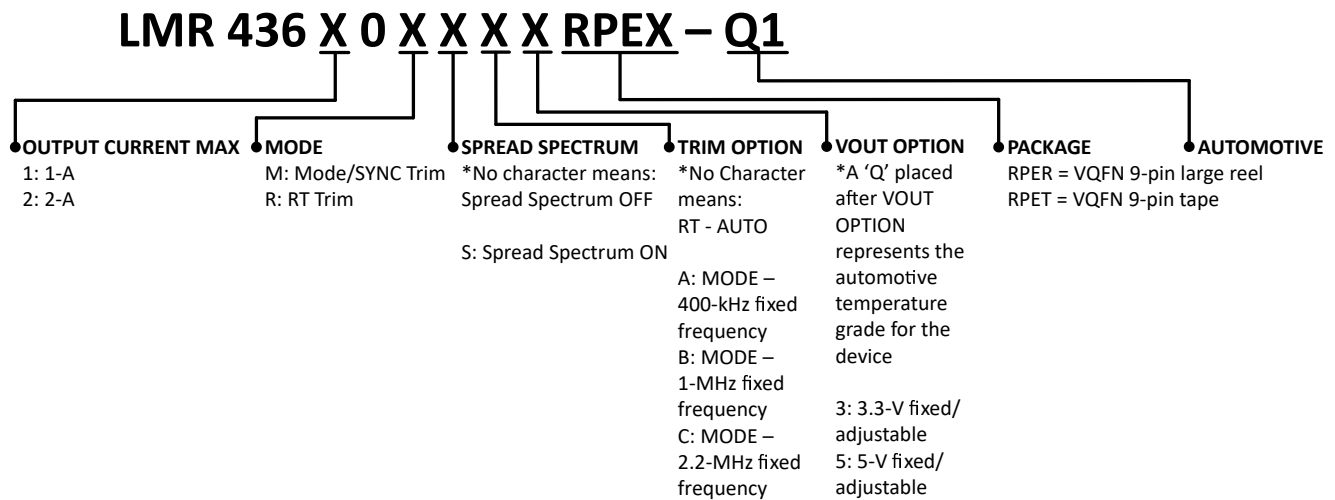 LMR 436 X 0 X X X X RPEX – Q1
OUTPUT CURRENT MAX
1: 1-A
2: 2-A
MODE
M: Mode/SYNC Trim
R: RT Trim
SPREAD SPECTRUM
*No character means:
Spread Spectrum OFF
S: Spread Spectrum ON
TRIM OPTION
*No Character
means:
RT - AUTO
A: MODE –
400-kHz fixed
frequency
B: MODE –
1-MHz fixed
frequency
C: MODE –
2.2-MHz fixed
frequency
VOUT OPTION
*A ‘Q’ placed
after VOUT
OPTION
represents the
automotive
temperature
grade for the
device
3: 3.3-V fixed/
adjustable
5: 5-V fixed/
adjustable
PACKAGE
RPER = VQFN 9-pin large reel
RPET = VQFN 9-pin tape
AUTOMOTIVE